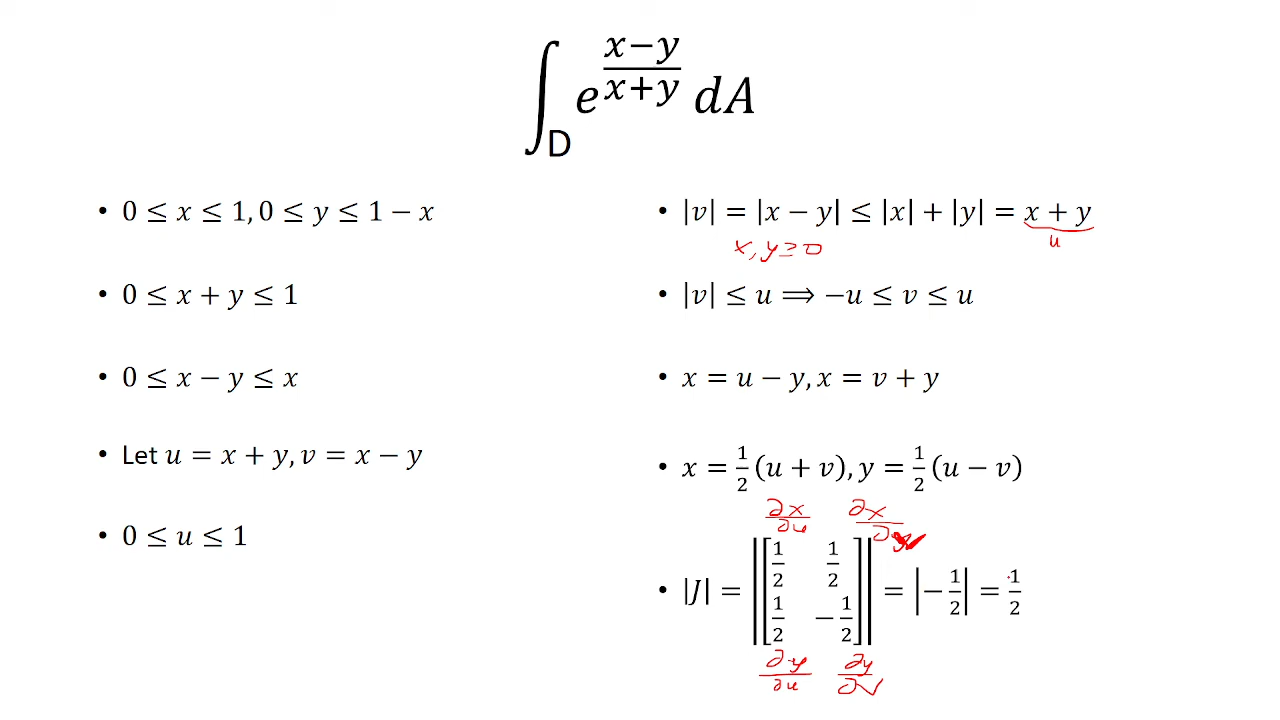 ∫_D e^{(x−y)/(x+y)} dA
• 0 ≤ x ≤ 1, 0 ≤ y ≤ 1 − x
• 0 ≤ x + y ≤ 1
• 0 ≤ x − y ≤ x
• Let u = x + y, v = x − y
• 0 ≤ u ≤ 1
• |v| = |x − y| ≤ |x| + |y| = x + y
x, y ≥ 0
u
• |v| ≤ u ⟹ −u ≤ v ≤ u
• x = u − y, x = v + y
• x = 1/2 (u + v), y = 1/2 (u − v)
∂x/∂u ∂x/∂v
• |J| = |[1/2 1/2; 1/2 −1/2]| = |−1/2| = 1/2
∂y/∂u ∂y/∂v